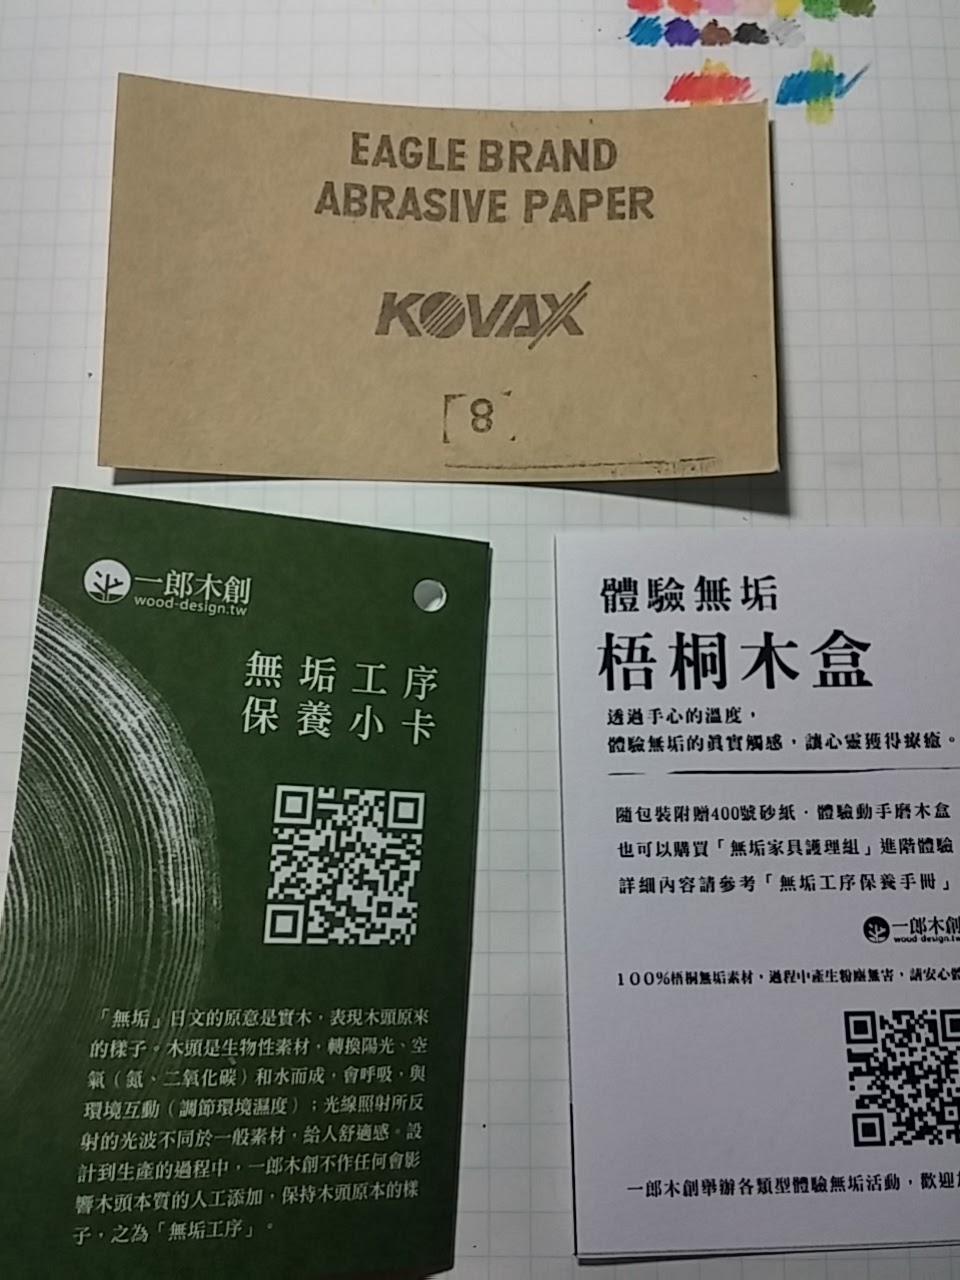 EAGLE BRAND
ABRASIVE PAPER
KOVAX
[8]
一郎木創
wood-design.tw
無垢工序
保養小卡
「無垢」日文的原意是實木，表現木頭原來
的樣子。木頭是生物性素材，轉換陽光、空
氣（氮、二氧化碳）和水而成，會呼吸，與
環境互動（調節環境濕度）；光線照射所反
射的光波不同於一般素材，給人舒適感。設
計到生產的過程中，一郎木創不作任何會影
響木頭本質的人工添加，保持木頭原本的樣
子，之為「無垢工序」。
體驗無垢
梧桐木盒
透過手心的溫度，
體驗無垢的真實觸感，讓心靈獲得療癒。
隨包裝附贈400號砂紙．體驗動手磨木盒
也可以購買「無垢家具護理組」進階體驗
詳細內容請參考「無垢工序保養手冊」
一郎木創
wood-design.tw
100%梧桐無垢素材，過程中產生粉塵無害，請安心體
一郎木創舉辦各類型體驗無垢活動，歡迎